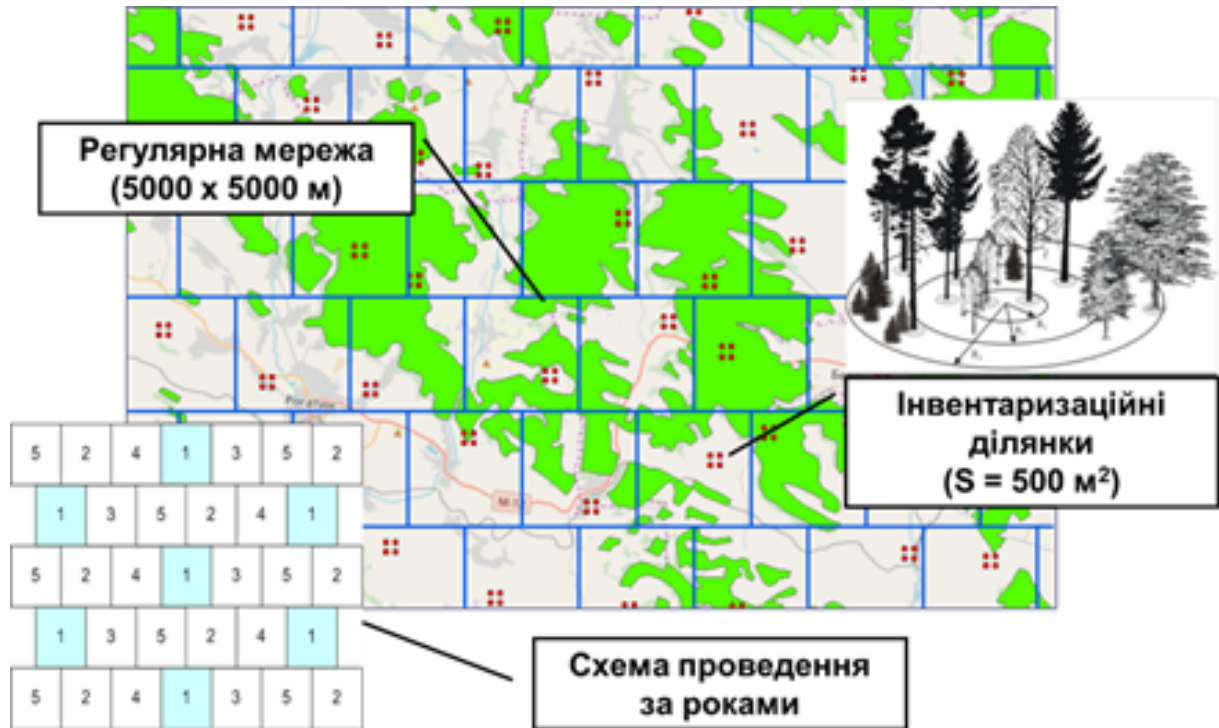 Регулярна мережа
(5000 х 5000 м)
Інвентаризаційні
ділянки
(S = 500 м²)
Рогатин
5 2 4 1 3 5 2
1 3 5 2 4 1
5 2 4 1 3 5 2
1 3 5 2 4 1
5 2 4 1 3 5 2
Схема проведення
за роками